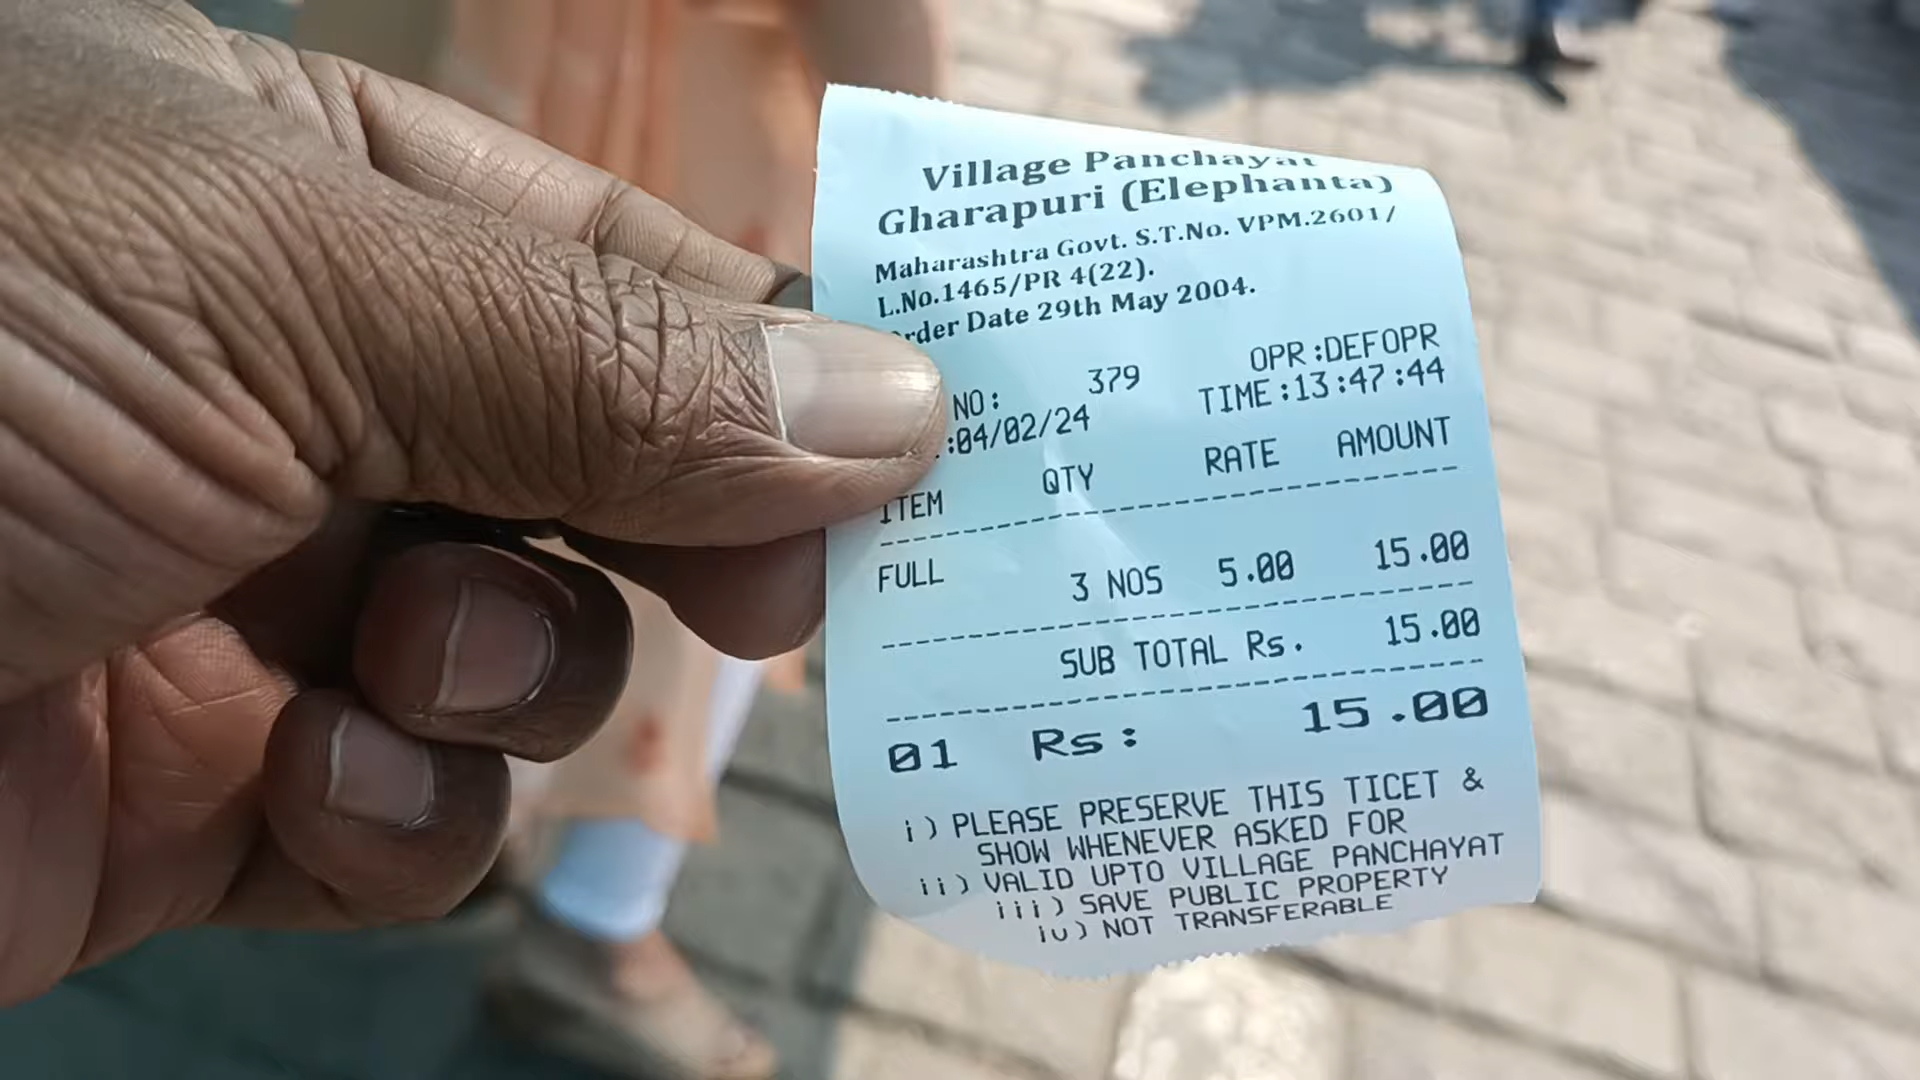 Village Panchayat
Gharapuri (Elephanta)
Maharashtra Govt. S.T.No. VPM.2601/
L.No.1465/PR 4(22).
Order Date 29th May 2004.
NO: 379 OPR:DEFOPR
:04/02/24 TIME:13:47:44
ITEM QTY RATE AMOUNT
FULL 3 NOS 5.00 15.00
SUB TOTAL Rs. 15.00
01 Rs: 15.00
i) PLEASE PRESERVE THIS TICET &
SHOW WHENEVER ASKED FOR
ii) VALID UPTO VILLAGE PANCHAYAT
iii) SAVE PUBLIC PROPERTY
iv) NOT TRANSFERABLE